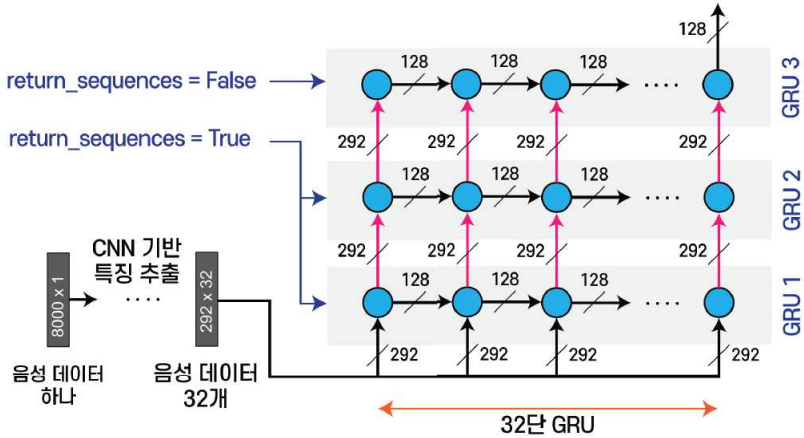 128
return_sequences = False
128
128
128
....
GRU 3
292
292
292
292
return_sequences = True
128
128
128
....
GRU 2
292
292
292
292
CNN 기반
특징 추출
....
8000 x 1
292 x 32
128
128
128
....
GRU 1
292
292
292
292
음성 데이터
하나
음성 데이터
32개
32단 GRU